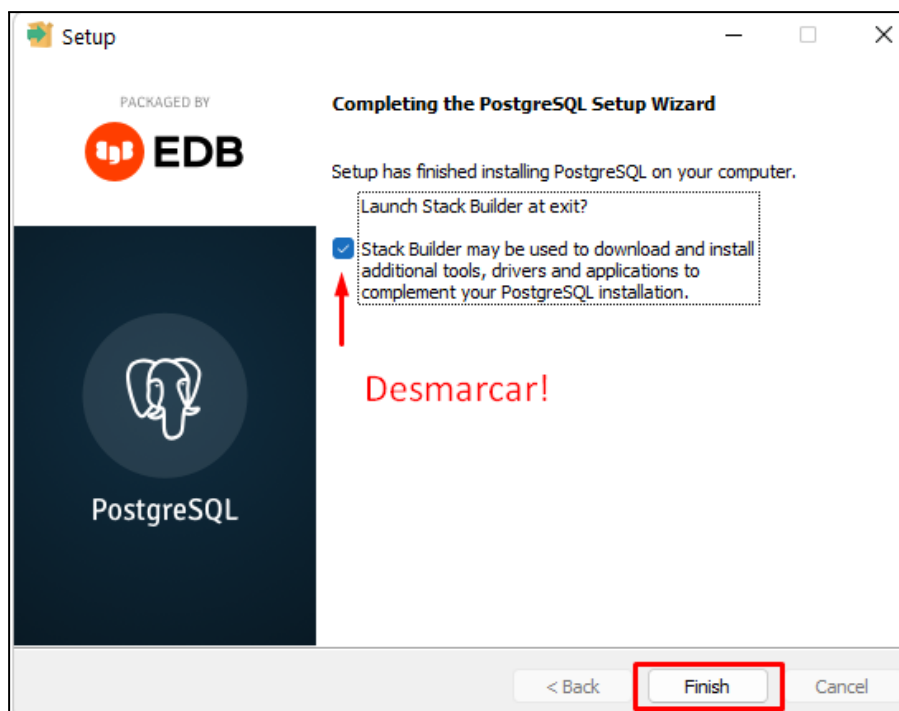 Setup
PACKAGED BY
EDB
Completing the PostgreSQL Setup Wizard
Setup has finished installing PostgreSQL on your computer.
Launch Stack Builder at exit?
Stack Builder may be used to download and install
additional tools, drivers and applications to
complement your PostgreSQL installation.
Desmarcar!
PostgreSQL
< Back
Finish
Cancel